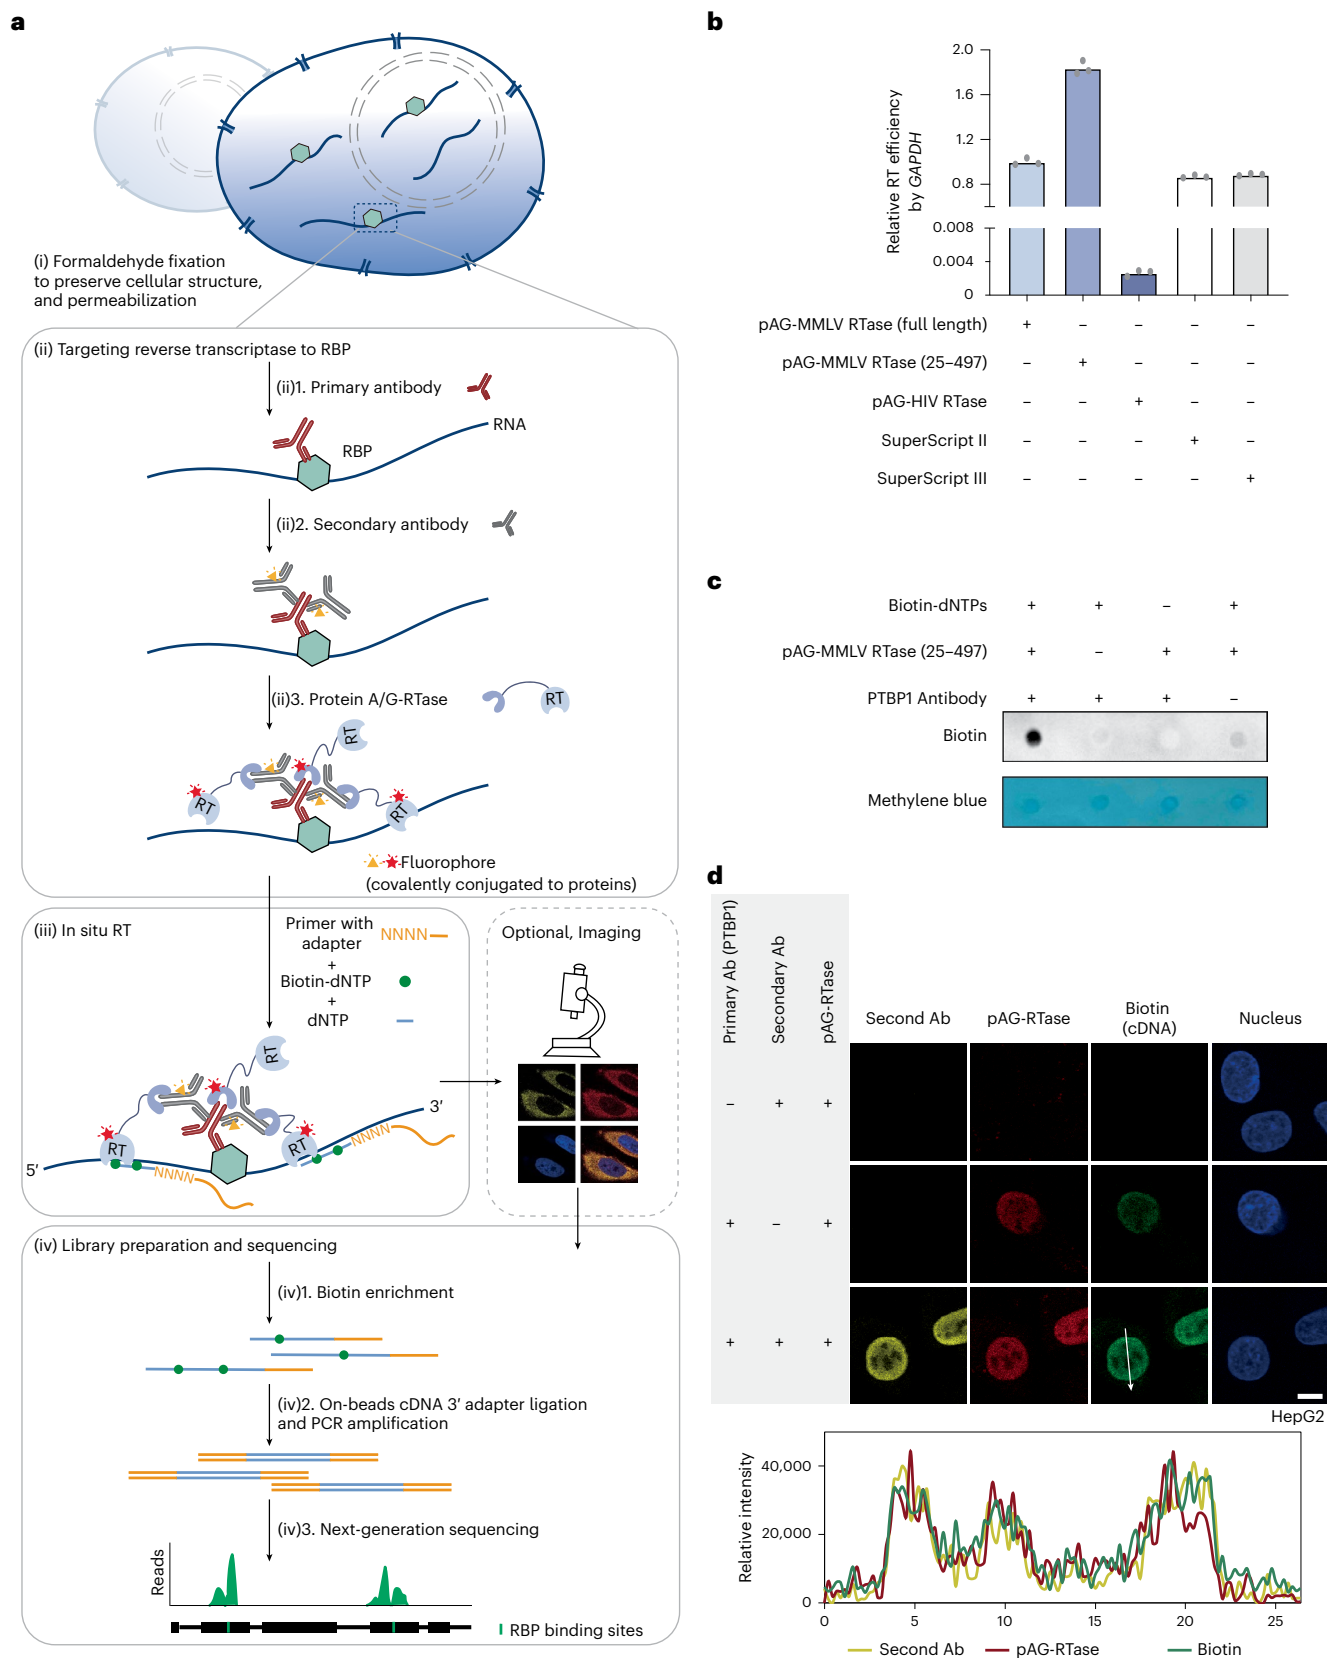 a
(i) Formaldehyde fixation
to preserve cellular structure,
and permeabilization
(ii) Targeting reverse transcriptase to RBP
(ii)1. Primary antibody
RNA
RBP
(ii)2. Secondary antibody
(ii)3. Protein A/G-RTase
RT
RT
RT
RT
Fluorophore
(covalently conjugated to proteins)
(iii) In situ RT
Primer with
adapter
NNNN
+
Biotin-dNTP
+
dNTP
RT
RT
RT
3′
NNNN
5′
NNNN
Optional, Imaging
(iv) Library preparation and sequencing
(iv)1. Biotin enrichment
(iv)2. On-beads cDNA 3′ adapter ligation
and PCR amplification
(iv)3. Next-generation sequencing
Reads
RBP binding sites
b
Relative RT efficiency
by GAPDH
2.0
1.6
1.2
0.8
0.008
0.004
0
pAG-MMLV RTase (full length) + – – – –
pAG-MMLV RTase (25–497) – + – – –
pAG-HIV RTase – – + – –
SuperScript II – – – + –
SuperScript III – – – – +
c
Biotin-dNTPs + + – +
pAG-MMLV RTase (25–497) + – + +
PTBP1 Antibody + + + –
Biotin
Methylene blue
d
Primary Ab (PTBP1)
Secondary Ab
pAG-RTase
Second Ab
pAG-RTase
Biotin
(cDNA)
Nucleus
– + +
+ – +
+ + +
HepG2
Relative intensity
40,000
20,000
0
0 5 10 15 20 25
Second Ab pAG-RTase Biotin